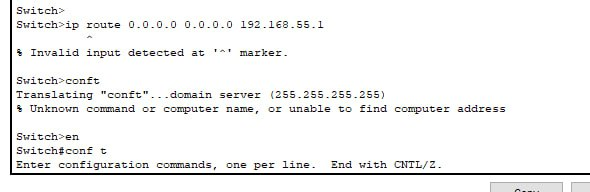 Switch>
Switch>ip route 0.0.0.0 0.0.0.0 192.168.55.1
^
% Invalid input detected at '^' marker.
Switch>conft
Translating "conft"...domain server (255.255.255.255)
% Unknown command or computer name, or unable to find computer address
Switch>en
Switch#conf t
Enter configuration commands, one per line. End with CNTL/Z.